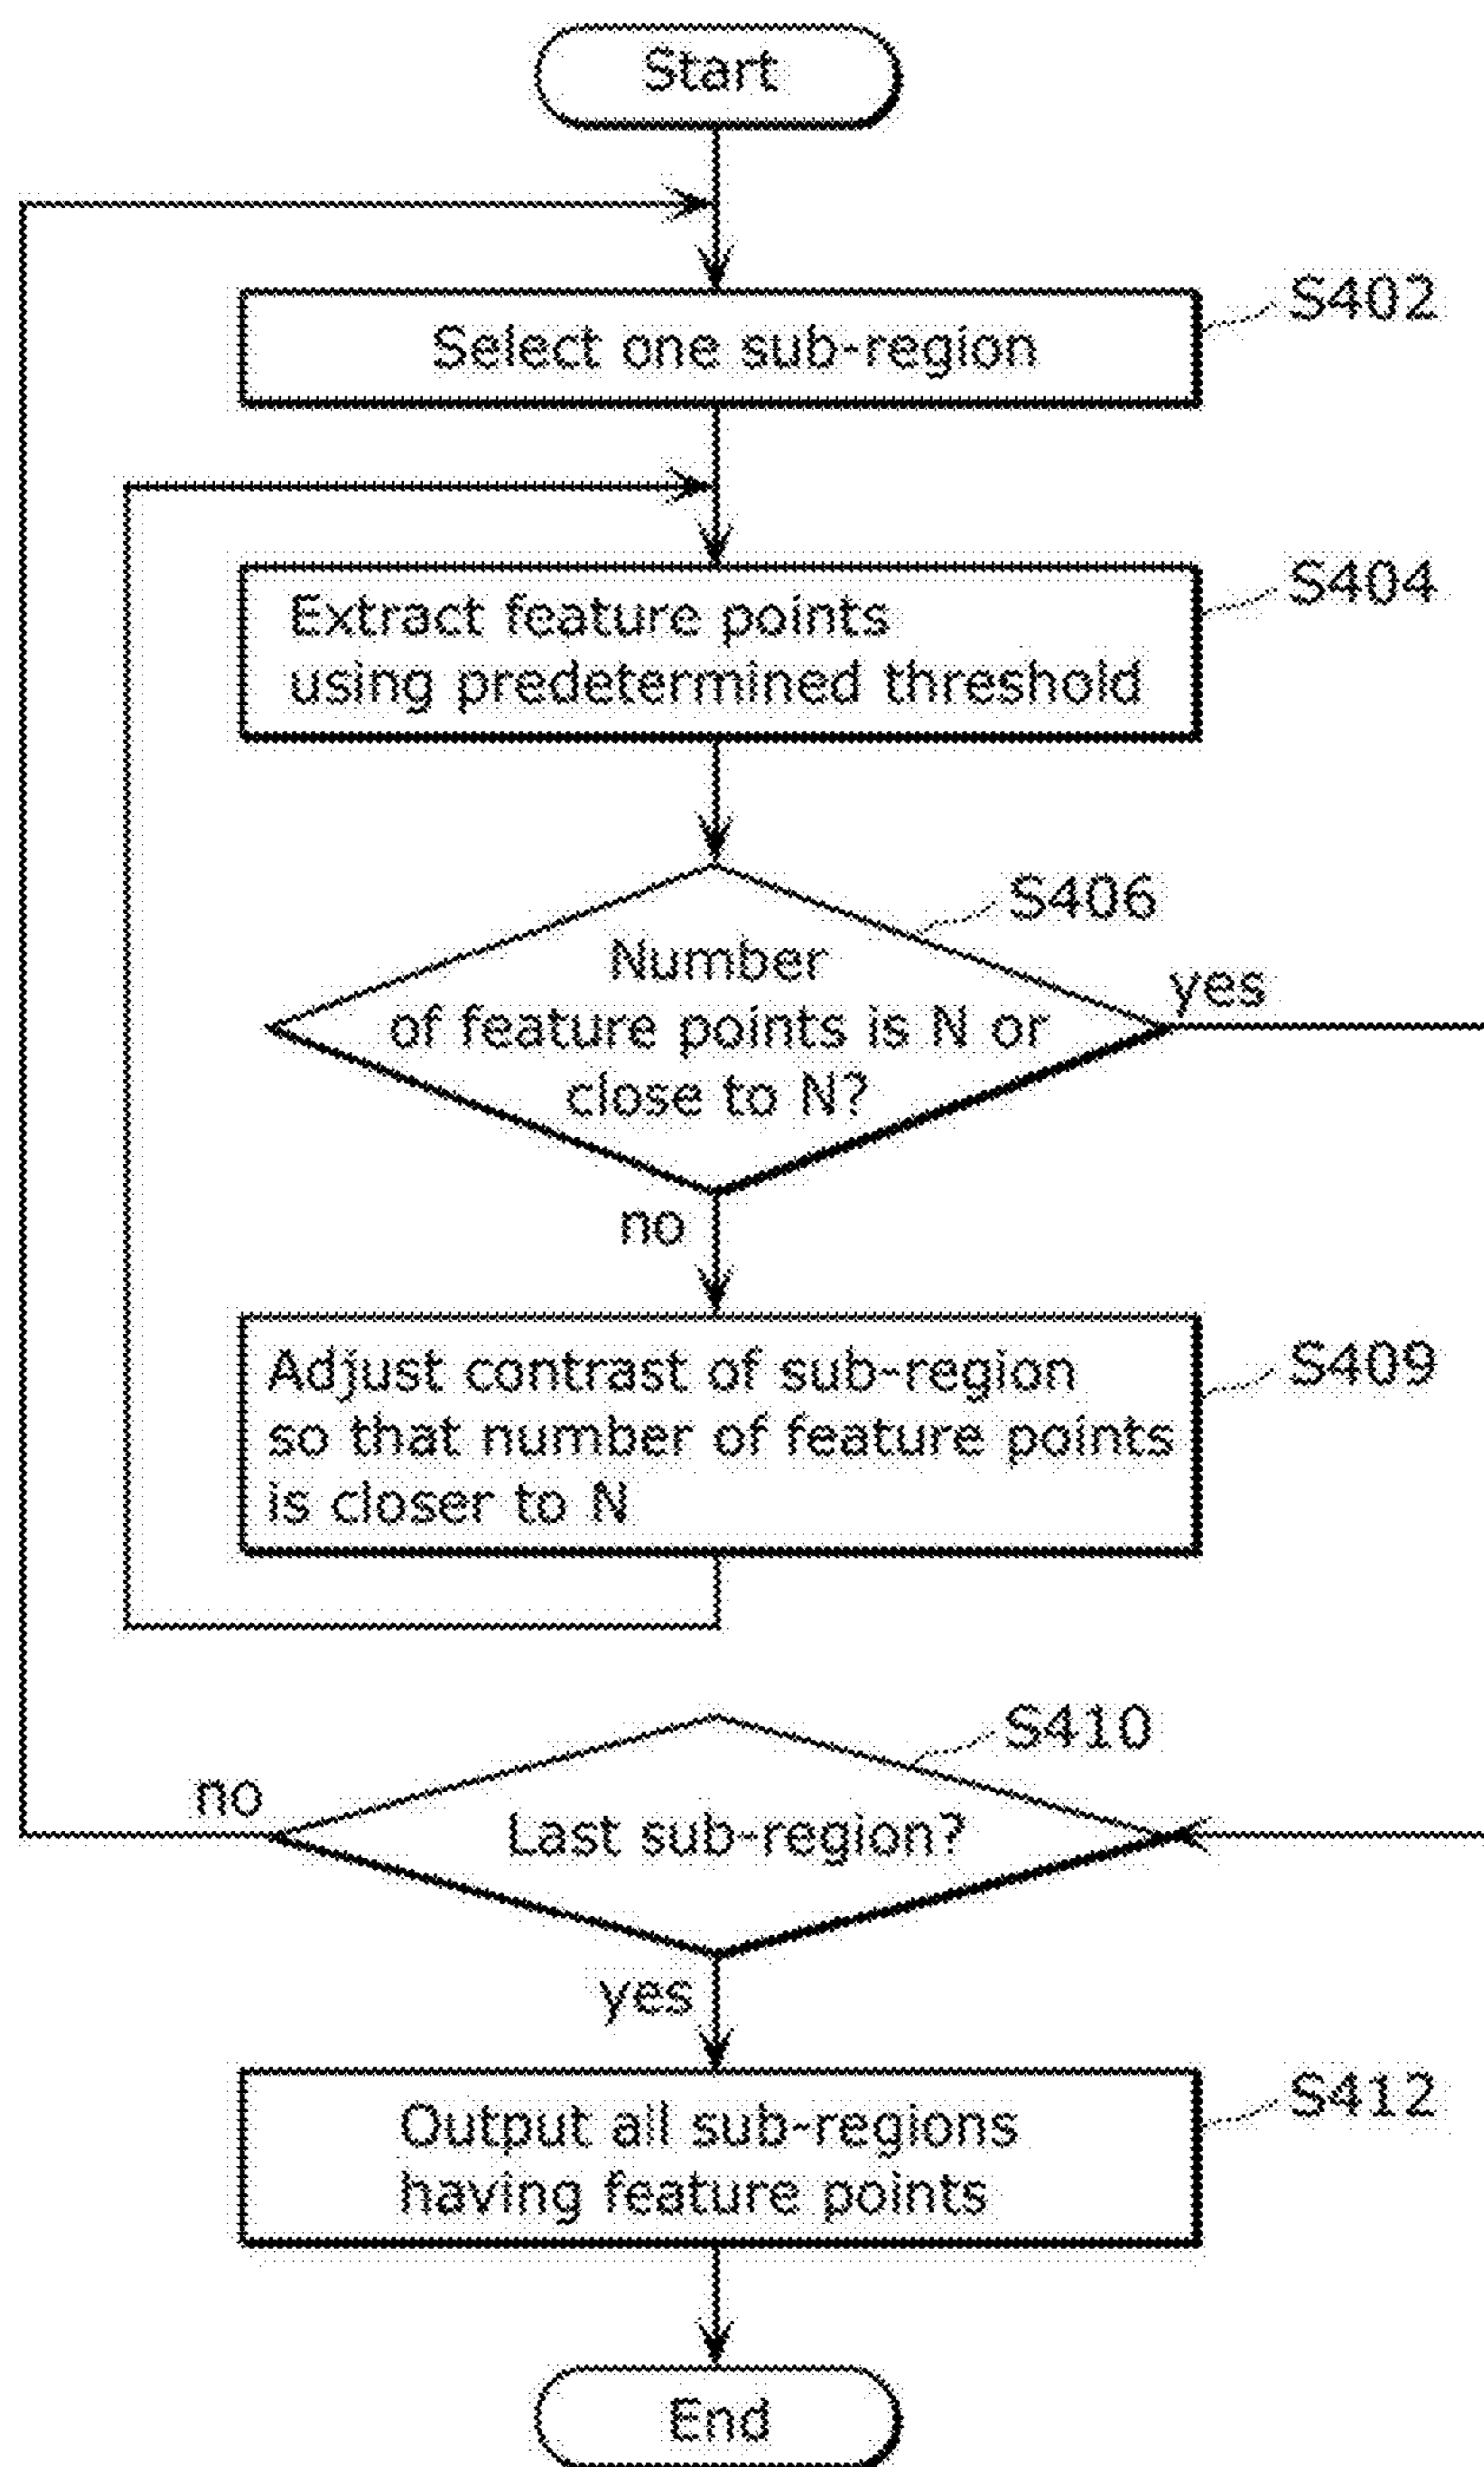 Start
S402
Select one sub-region
S404
Extract feature points
using predetermined threshold
S406
Number
of feature points is N or
close to N?
yes
no
S409
Adjust contrast of sub-region
so that number of feature points
is closer to N
S410
no
Last sub-region?
yes
S412
Output all sub-regions
having feature points
End